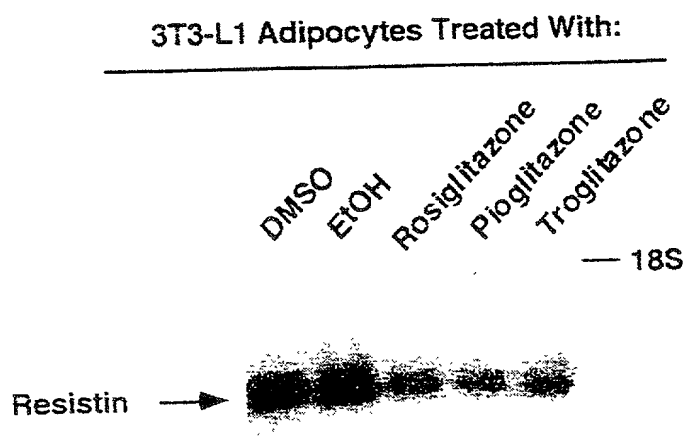 3T3-L1 Adipocytes Treated With:
DMSO
EtOH
Rosiglitazone
Pioglitazone
Troglitazone
18S
Resistin